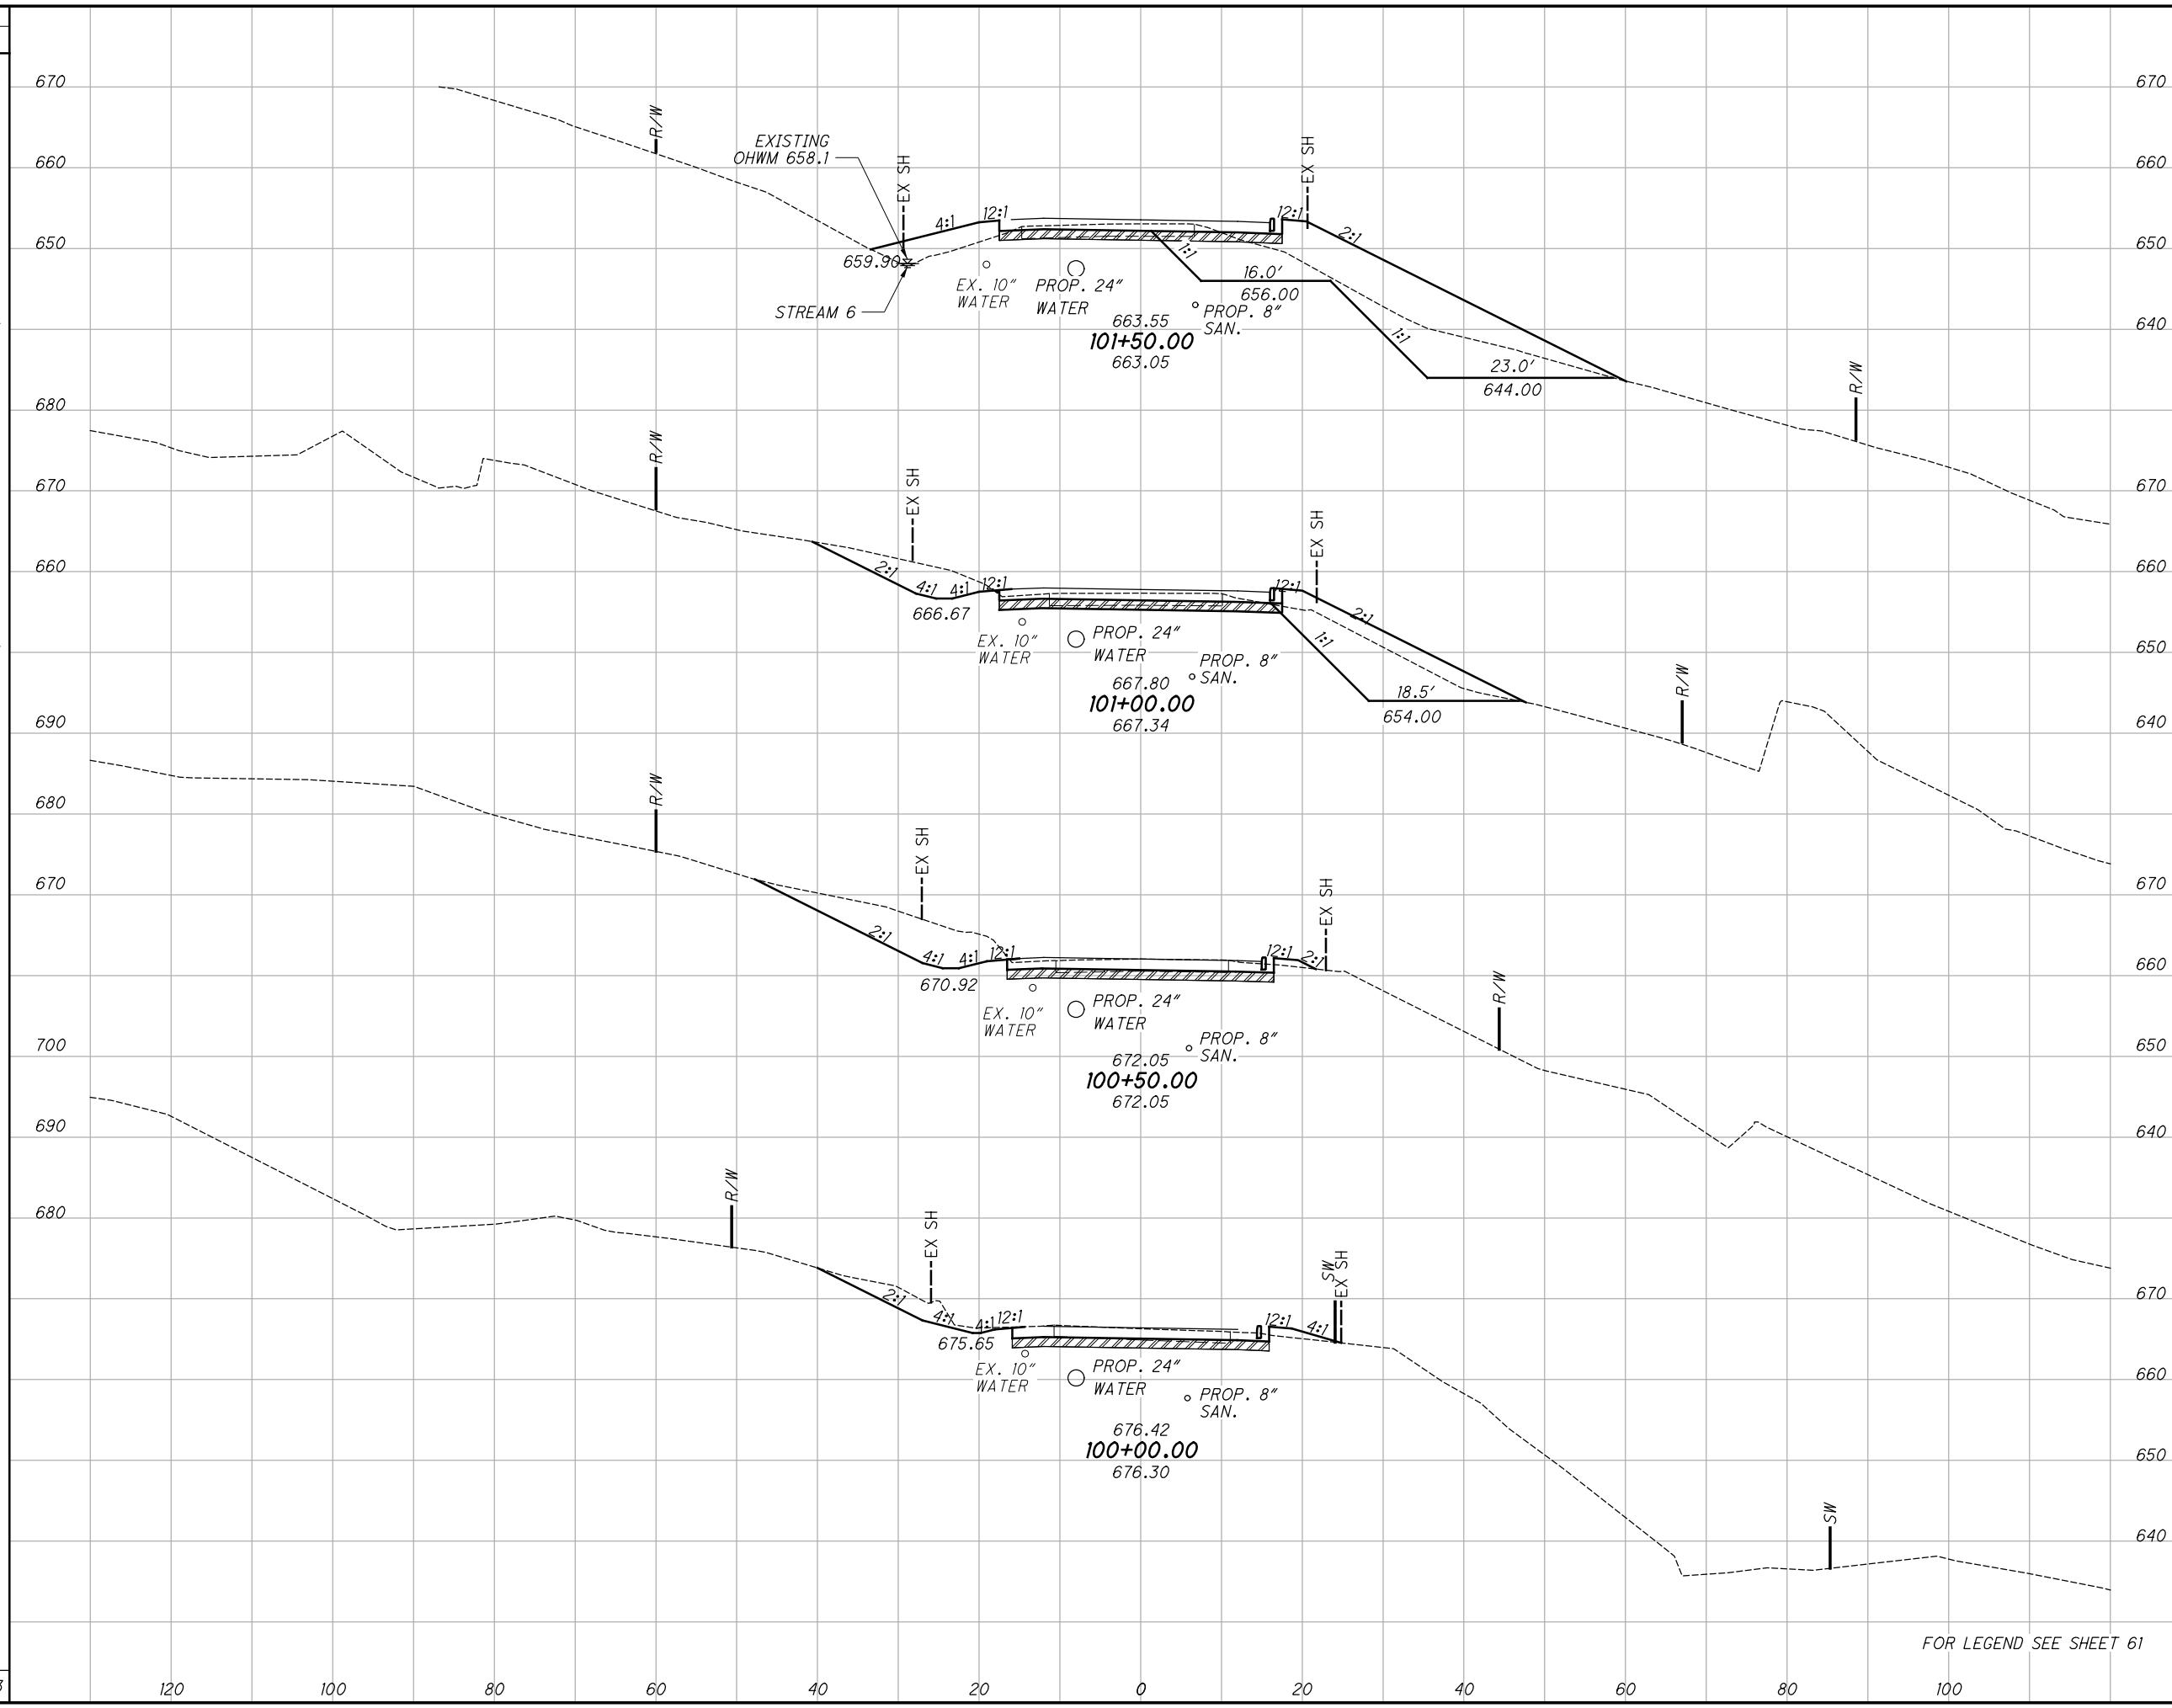 670 670
R/W
EXISTING
OHWM 658.1
EX SH
EX SH
660 660
4:1 12:1 12:1 2:1
650 650
659.90 1:1 16.0'
656.00
EX. 10"
WATER
PROP. 24"
WATER
STREAM 6
PROP. 8"
SAN.
663.55
101+50.00
663.05
640
1:1
23.0'
644.00
R/W
680 640
R/W
EX SH
EX SH
670 670
660 660
2:1 4:1 4:1 12:1 12:1 2:1
666.67
1:1
EX. 10"
WATER
PROP. 24"
WATER
650
PROP. 8"
SAN.
667.80
101+00.00
667.34
18.5'
654.00
R/W
690 640
R/W
680
EX SH
EX SH
670 670
2:1 4:1 4:1 12:1 12:1 2:1
670.92
660
EX. 10"
WATER
PROP. 24"
WATER
R/W
700 650
PROP. 8"
SAN.
672.05
100+50.00
672.05
690 640
R/W
680
EX SH
SW
EX SH
670
2:1 4:1 4:1 12:1 12:1 4:1
675.65
EX. 10"
WATER
PROP. 24"
WATER
660
PROP. 8"
SAN.
676.42
100+00.00
676.30
650
SW
640
FOR LEGEND SEE SHEET 61
120 100 80 60 40 20 0 20 40 60 80 100